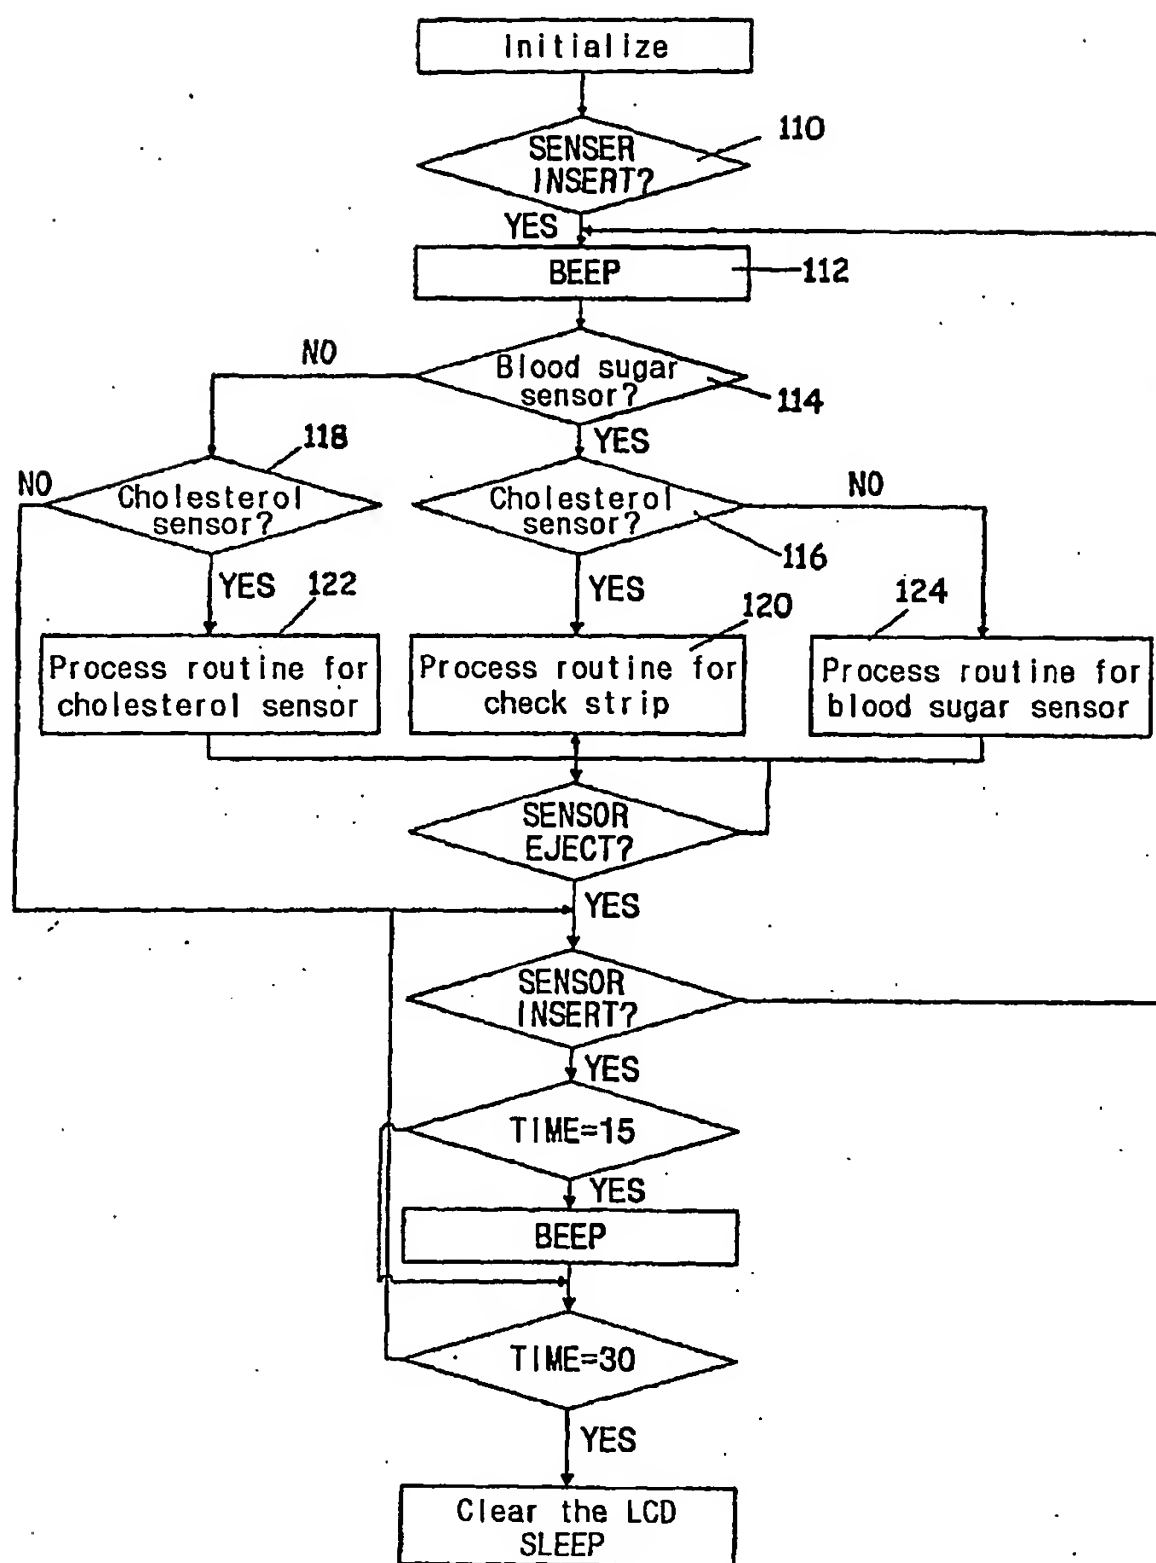 Initialize
110
SENSER
INSERT?
YES
BEEP
112
NO
Blood sugar
sensor?
114
118
YES
NO
Cholesterol
sensor?
Cholesterol
sensor?
NO
116
YES
122
YES
120
124
Process routine for
cholesterol sensor
Process routine for
check strip
Process routine for
blood sugar sensor
SENSOR
EJECT?
YES
SENSOR
INSERT?
YES
TIME=15
YES
BEEP
TIME=30
YES
Clear the LCD
SLEEP